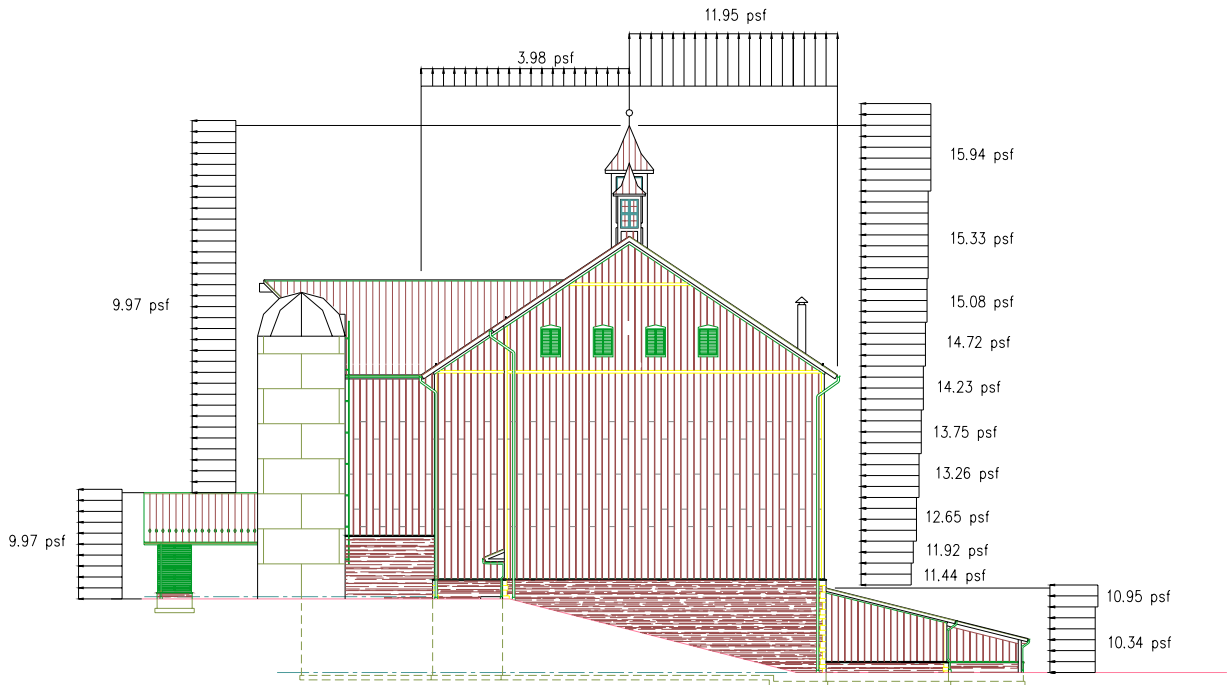 11.95 psf
3.98 psf
15.94 psf
15.33 psf
9.97 psf
15.08 psf
14.72 psf
14.23 psf
13.75 psf
13.26 psf
12.65 psf
9.97 psf
11.92 psf
11.44 psf
10.95 psf
10.34 psf